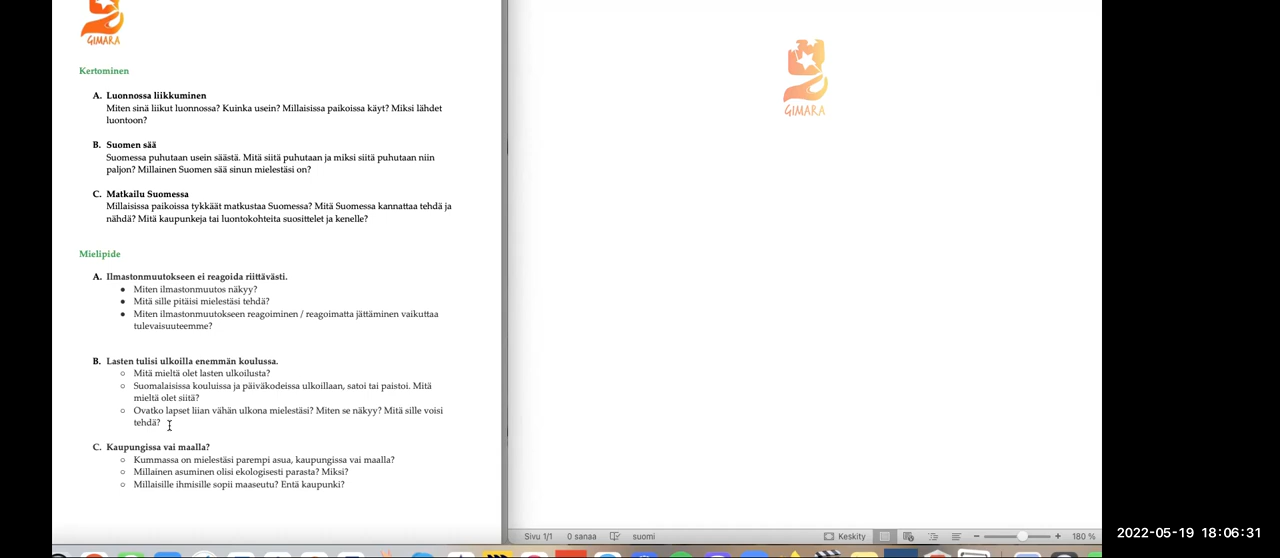 GIMARA
Kertominen
A. Luonnossa liikkuminen
Miten sinä liikut luonnossa? Kuinka usein? Millaisissa paikoissa käyt? Miksi lähdet
luontoon?
B. Suomen sää
Suomessa puhutaan usein säästä. Mitä siitä puhutaan ja miksi siitä puhutaan niin
paljon? Millainen Suomen sää sinun mielestäsi on?
C. Matkailu Suomessa
Millaisissa paikoissa tykkäät matkustaa Suomessa? Mitä Suomessa kannattaa tehdä ja
nähdä? Mitä kaupunkeja tai luontokohteita suosittelet ja kenelle?
Mielipide
A. Ilmastonmuutokseen ei reagoida riittävästi.
● Miten ilmastonmuutos näkyy?
● Mitä sille pitäisi mielestäsi tehdä?
● Miten ilmastonmuutokseen reagoiminen / reagoimatta jättäminen vaikuttaa
tulevaisuuteemme?
B. Lasten tulisi ulkoilla enemmän koulussa.
○ Mitä mieltä olet lasten ulkoilusta?
○ Suomalaisissa kouluissa ja päiväkodeissa ulkoillaan, satoi tai paistoi. Mitä
mieltä olet siitä?
○ Ovatko lapset liian vähän ulkona mielestäsi? Miten se näkyy? Mitä sille voisi
tehdä?
C. Kaupungissa vai maalla?
○ Kummassa on mielestäsi parempi asua, kaupungissa vai maalla?
○ Millainen asuminen olisi ekologisesti parasta? Miksi?
○ Millaisille ihmisille sopii maaseutu? Entä kaupunki?
GIMARA
Sivu 1/1 0 sanaa suomi Keskity 180 %
2022-05-19 18:06:31